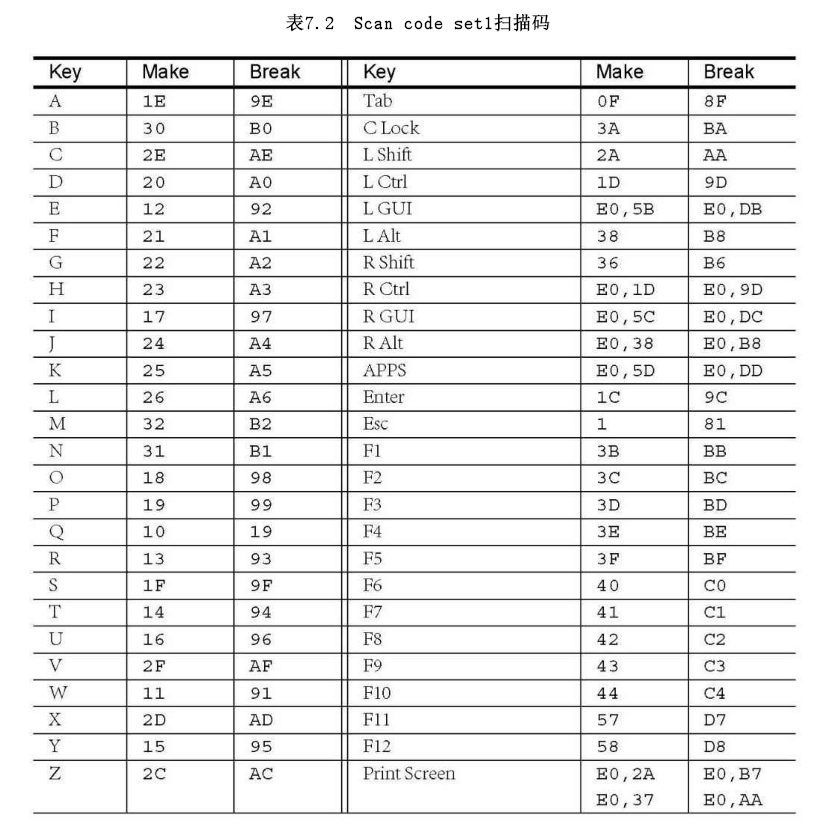 表7.2 Scan code set1扫描码
Key Make Break Key Make Break
A 1E 9E Tab 0F 8F
B 30 B0 C Lock 3A BA
C 2E AE L Shift 2A AA
D 20 A0 L Ctrl 1D 9D
E 12 92 L GUI E0,5B E0,DB
F 21 A1 L Alt 38 B8
G 22 A2 R Shift 36 B6
H 23 A3 R Ctrl E0,1D E0,9D
I 17 97 R GUI E0,5C E0,DC
J 24 A4 R Alt E0,38 E0,B8
K 25 A5 APPS E0,5D E0,DD
L 26 A6 Enter 1C 9C
M 32 B2 Esc 1 81
N 31 B1 F1 3B BB
O 18 98 F2 3C BC
P 19 99 F3 3D BD
Q 10 19 F4 3E BE
R 13 93 F5 3F BF
S 1F 9F F6 40 C0
T 14 94 F7 41 C1
U 16 96 F8 42 C2
V 2F AF F9 43 C3
W 11 91 F10 44 C4
X 2D AD F11 57 D7
Y 15 95 F12 58 D8
Z 2C AC Print Screen E0,2A E0,B7
E0,37 E0,AA